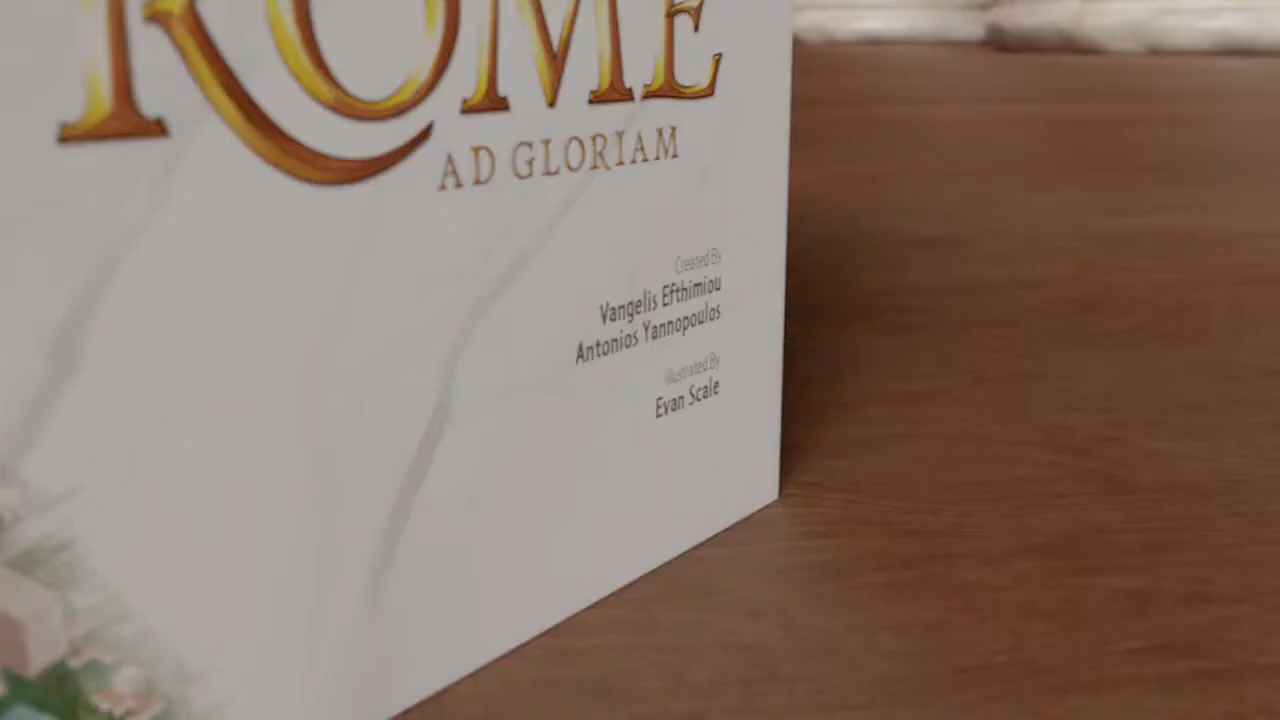 ROME
AD GLORIAM
Created By
Vangelis Efthimiou
Antonios Yannopoulos
Illustrated By
Evan Scale